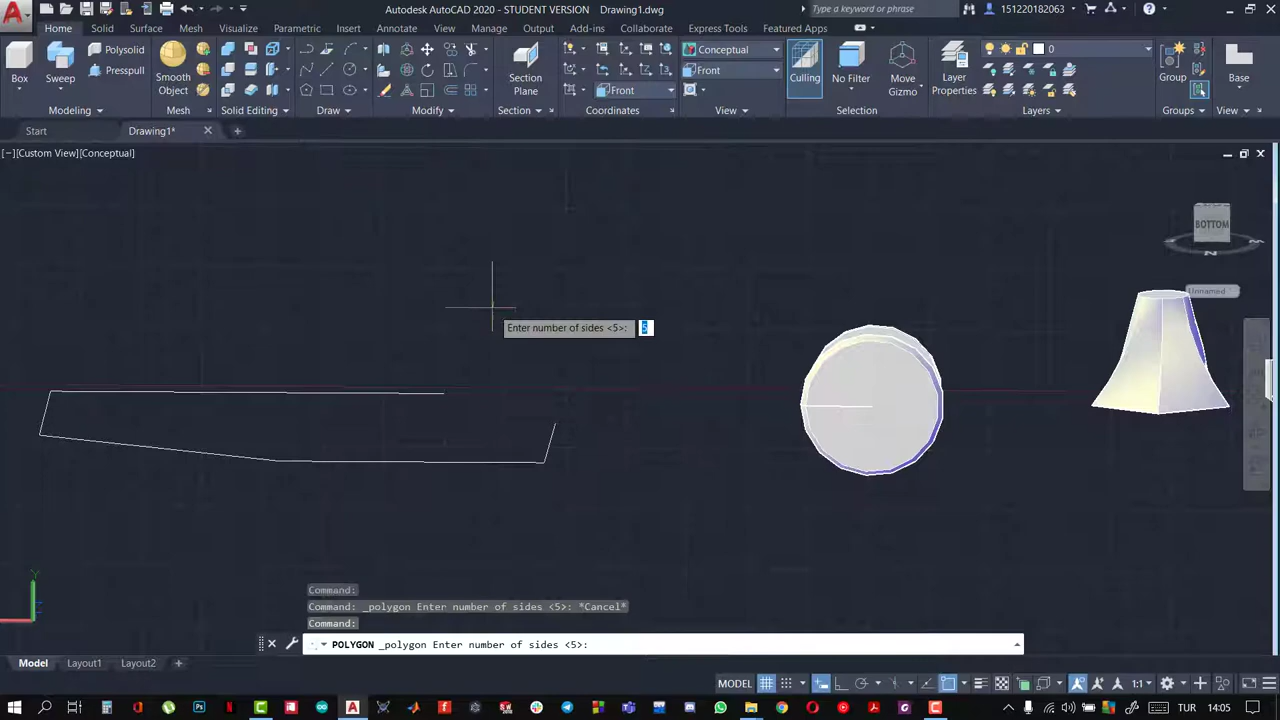 Autodesk AutoCAD 2020 - STUDENT VERSION Drawing1.dwg
Type a keyword or phrase
151220182063
Home Solid Surface Mesh Visualize Parametric Insert Annotate View Manage Output Add-ins Collaborate Express Tools Featured Apps
Box
Sweep
Polysolid
Presspull
Smooth
Object
Section
Plane
Front
Conceptual
Front
Culling
No Filter
Move
Gizmo
Layer
Properties
0
Group
Base
Modeling
Mesh
Solid Editing
Draw
Modify
Section
Coordinates
View
Selection
Layers
Groups
View
Start
Drawing1*
[−][Custom View][Conceptual]
BOTTOM
N
Unnamed
Enter number of sides <5>: 5
Y
Command:
Command: _polygon Enter number of sides <5>: *Cancel*
Command:
POLYGON _polygon Enter number of sides <5>:
Model Layout1 Layout2
MODEL
1:1
TUR
14:05